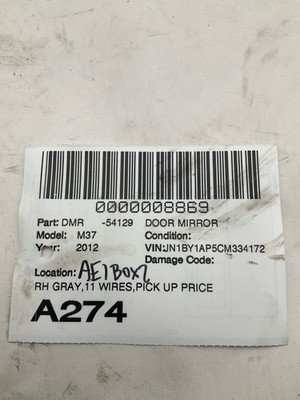 0000008869
Part: DMR -54129 DOOR MIRROR
Model: M37 Condition:
Year: 2012 VIN:JN1BY1AP5CM334172
Damage Code:
Location: AE1BOX2
RH GRAY,11 WIRES,PICK UP PRICE
A274